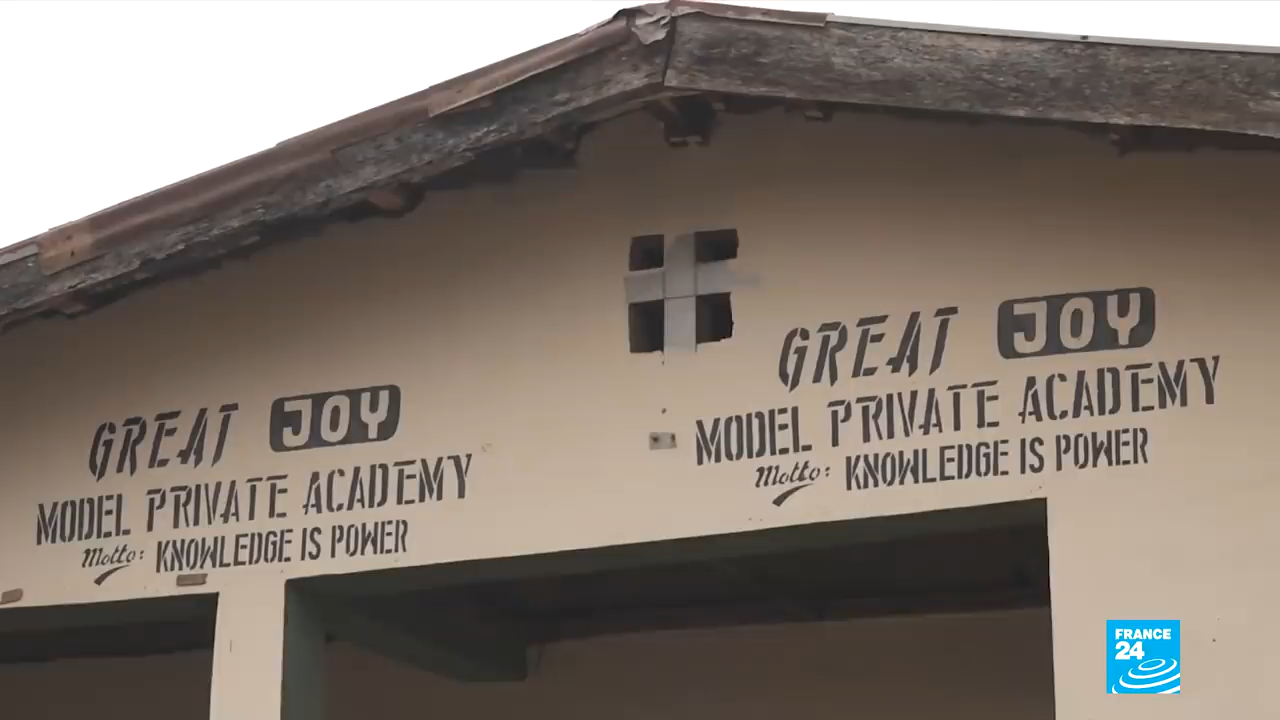 GREAT JOY
MODEL PRIVATE ACADEMY
Motto: KNOWLEDGE IS POWER
GREAT JOY
MODEL PRIVATE ACADEMY
Motto: KNOWLEDGE IS POWER
FRANCE
24